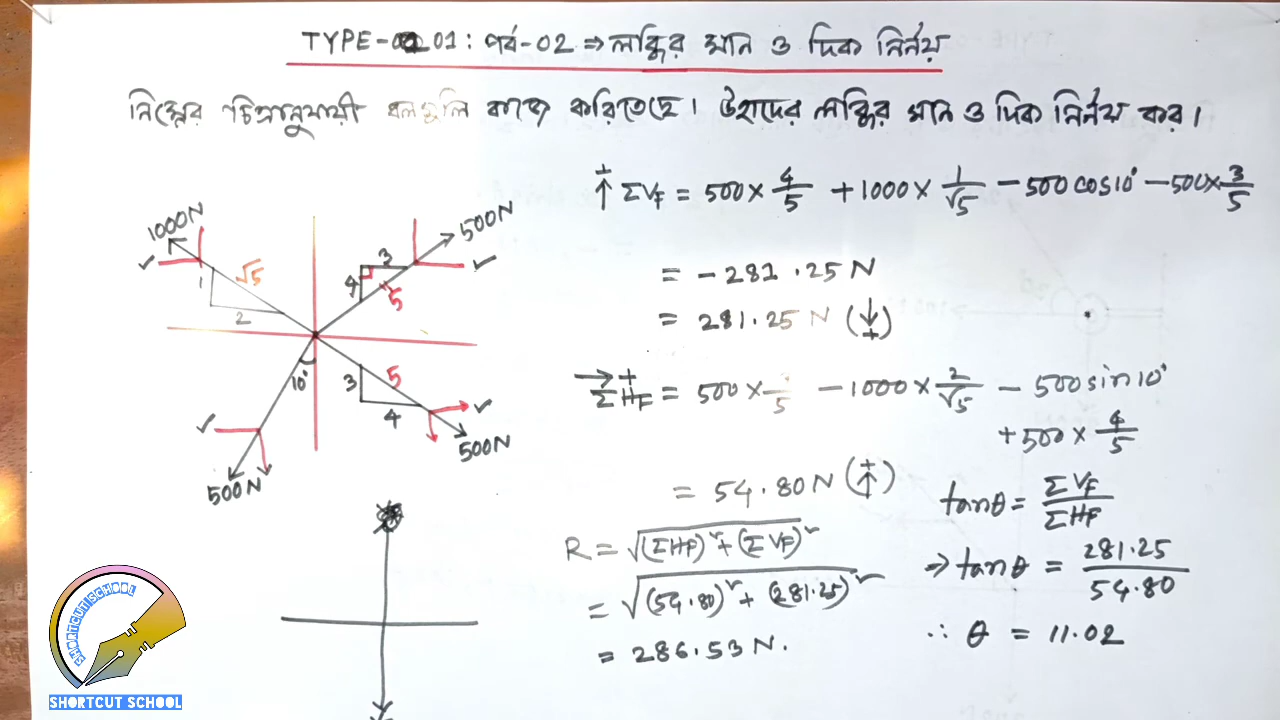 TYPE-01: পর্ব-02 ⇒ লব্ধির মান ও দিক নির্নয়
নিম্নের চিত্রানুযায়ী বলগুলি কাজ করিতেছে। উহাদের লব্ধির মান ও দিক নির্নয় কর।
+
↑ ΣVF = 500 × 4/5 + 1000 × 1/√5 - 500 cos10° - 500 × 3/5
= - 281.25 N
= 281.25 N (↓+)
→+ ΣHF = 500 × /5 - 1000 × 2/√5 - 500 sin10°
+ 500 × 4/5
= 54.80 N (↑+)
R = √(ΣHF)² + (ΣVF)²
= √(54.80)² + (281.25)²
= 286.53 N.
tanθ = ΣVF/ΣHF
⇒ tanθ = 281.25/54.80
∴ θ = 11.02
1000N
1
√5
2
500N
3
4
5
10°
500N
3
5
4
500N
SHORTCUT SCHOOL
SHORTCUT SCHOOL